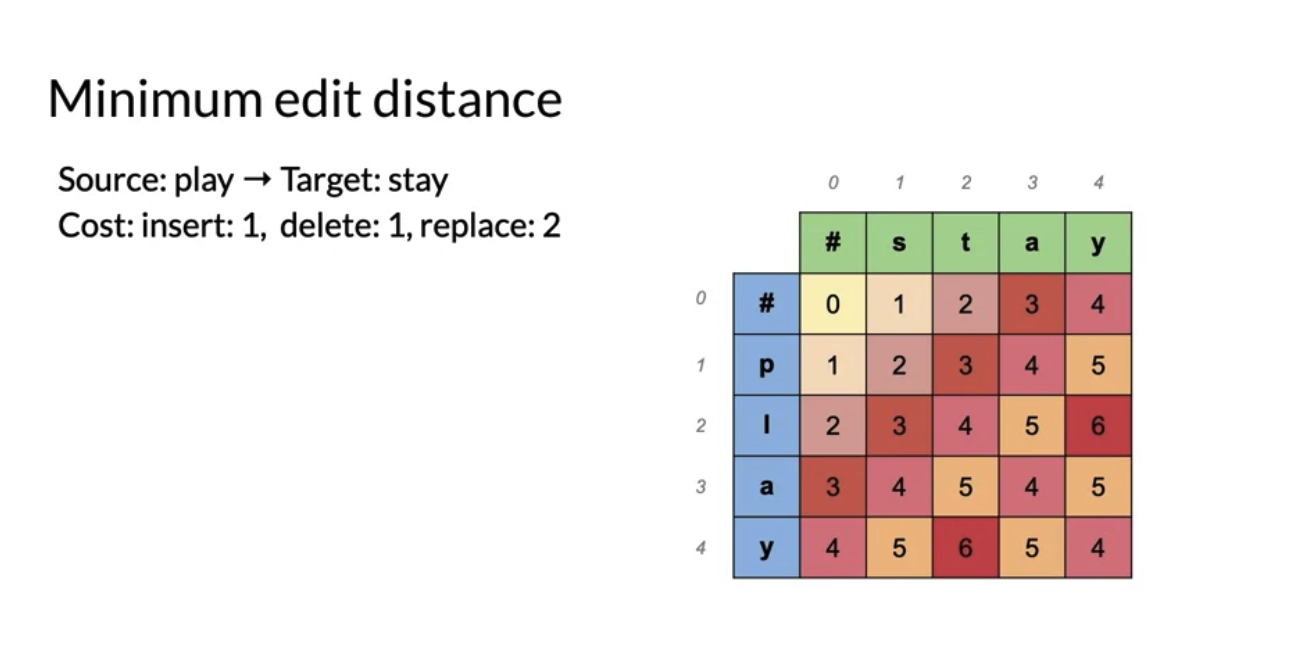 Minimum edit distance
Source: play → Target: stay
Cost: insert: 1, delete: 1, replace: 2
0 1 2 3 4
# s t a y
0 # 0 1 2 3 4
1 p 1 2 3 4 5
2 l 2 3 4 5 6
3 a 3 4 5 4 5
4 y 4 5 6 5 4